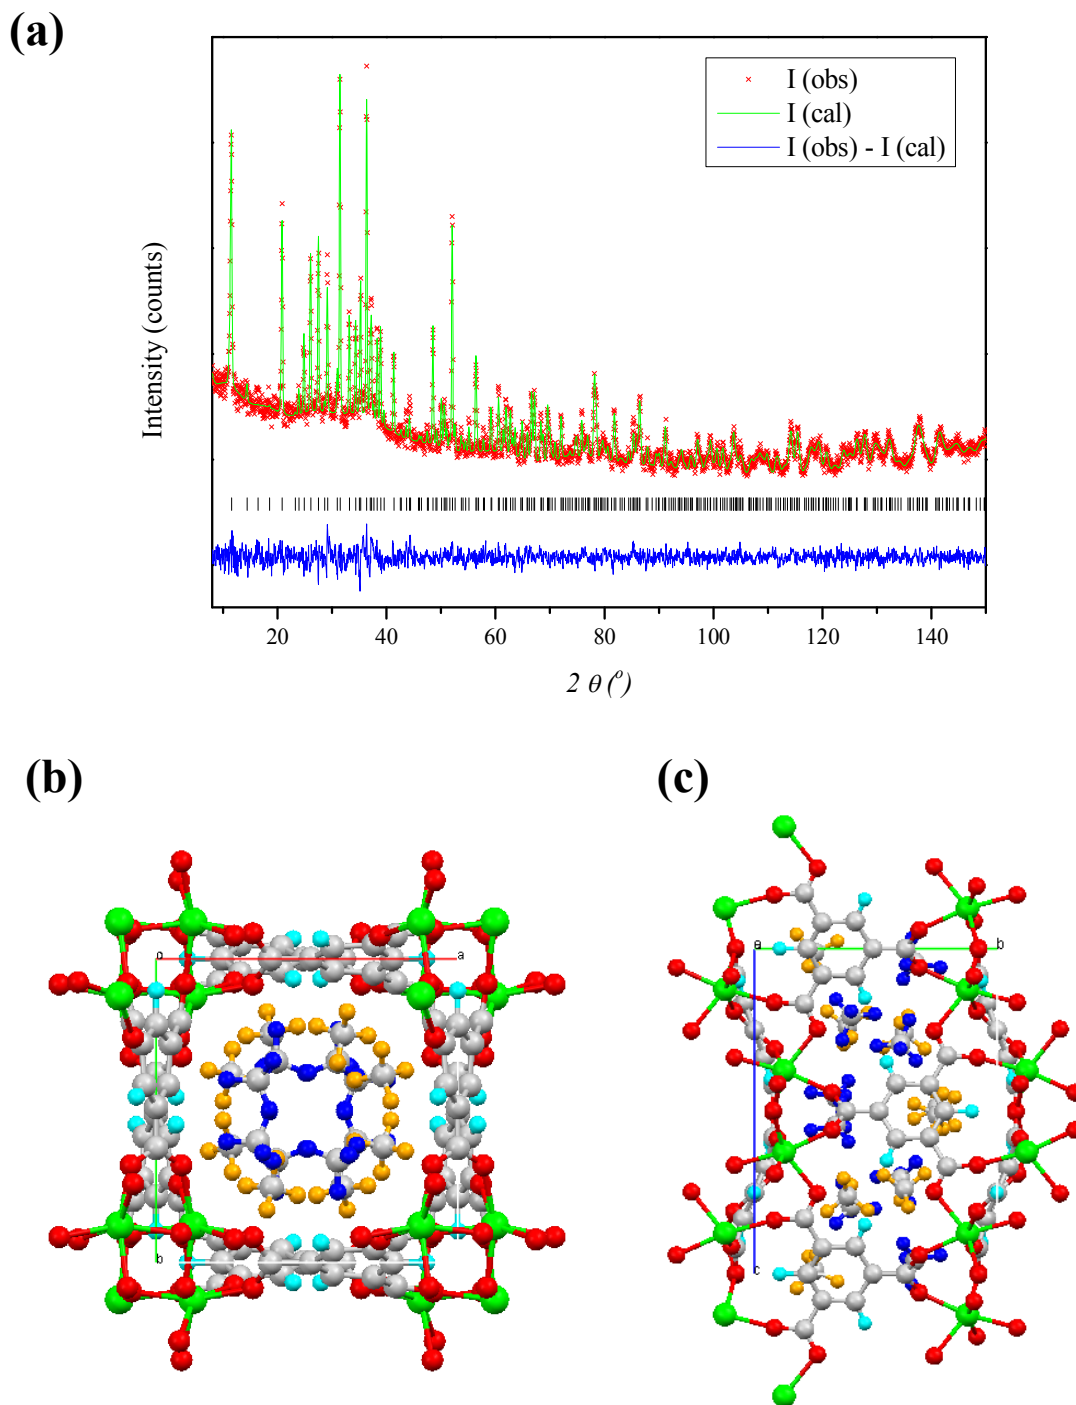 (a)
I (obs)
I (cal)
I (obs) - I (cal)
Intensity (counts)
20 40 60 80 100 120 140
2 θ (º)
(b)
(c)
o a
b
a b
c